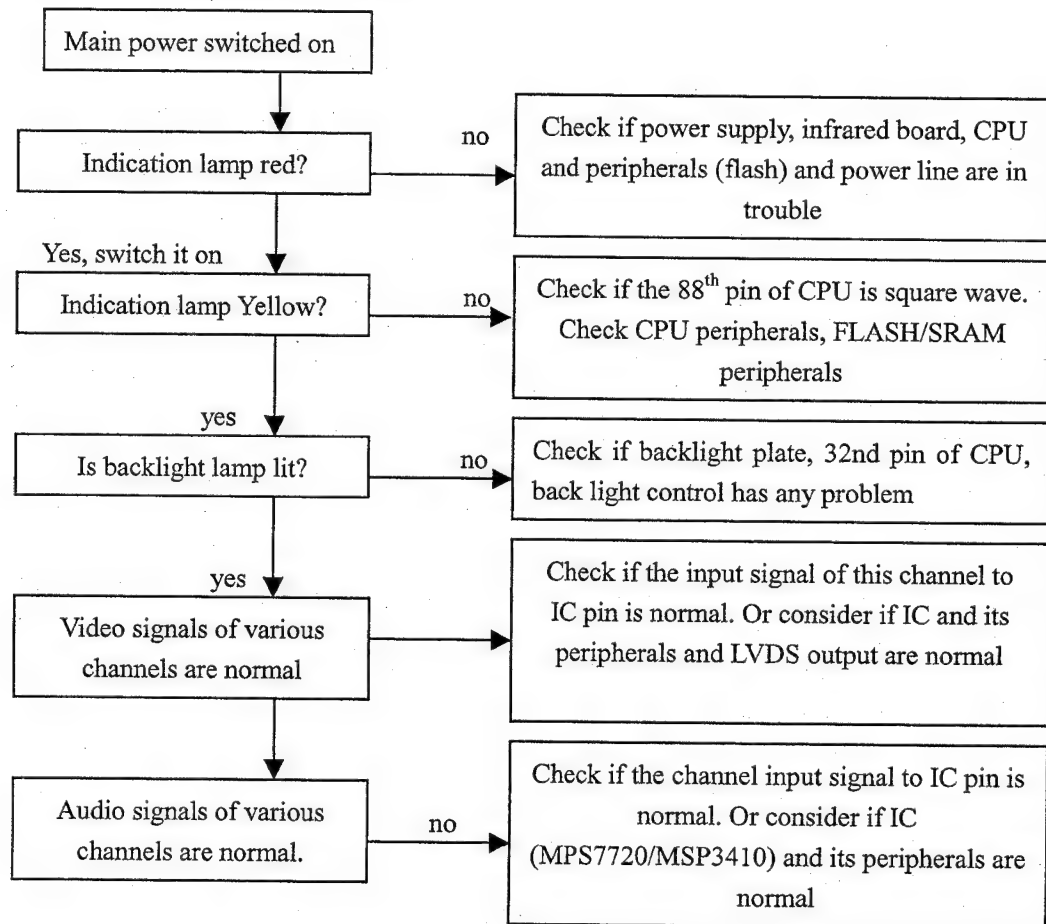 Main power switched on
Indication lamp red?
no
Check if power supply, infrared board, CPU
and peripherals (flash) and power line are in
trouble
Yes, switch it on
Indication lamp Yellow?
no
Check if the 88th pin of CPU is square wave.
Check CPU peripherals, FLASH/SRAM
peripherals
yes
Is backlight lamp lit?
no
Check if backlight plate, 32nd pin of CPU,
back light control has any problem
yes
Video signals of various
channels are normal
Check if the input signal of this channel to
IC pin is normal. Or consider if IC and its
peripherals and LVDS output are normal
Audio signals of various
channels are normal.
no
Check if the channel input signal to IC pin is
normal. Or consider if IC
(MPS7720/MSP3410) and its peripherals are
normal